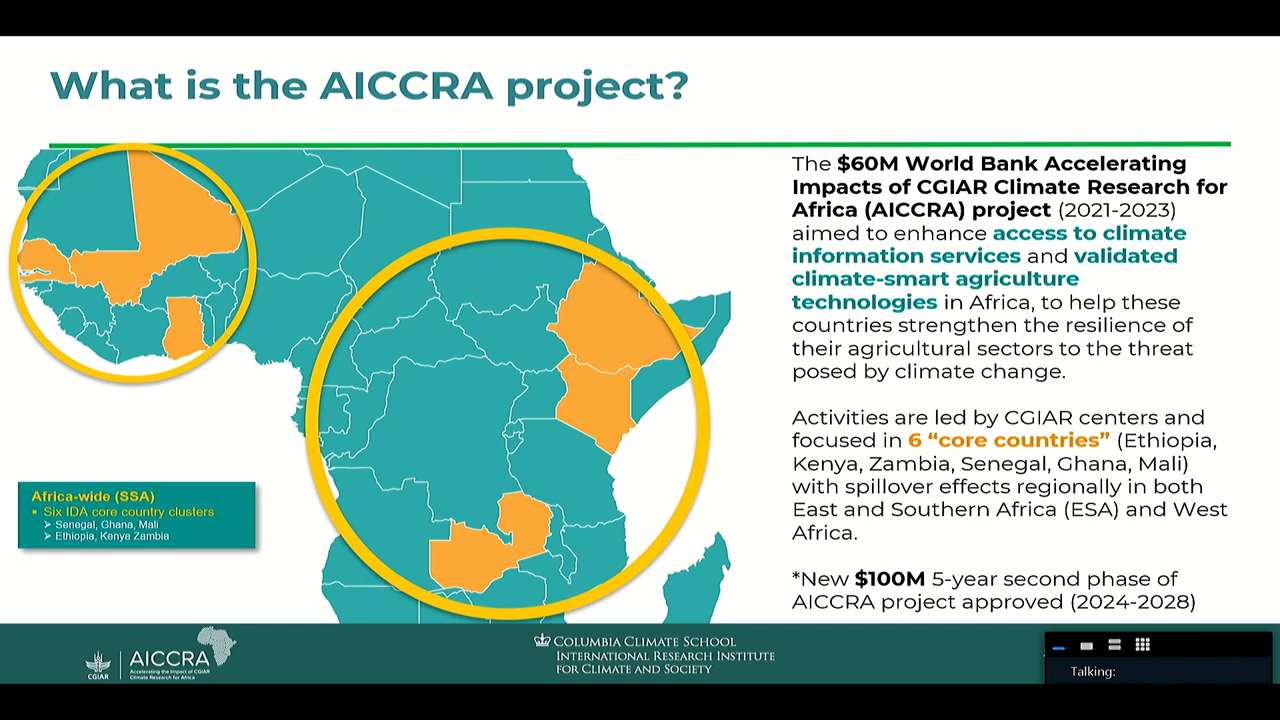 What is the AICCRA project?
The $60M World Bank Accelerating
Impacts of CGIAR Climate Research for
Africa (AICCRA) project (2021-2023)
aimed to enhance access to climate
information services and validated
climate-smart agriculture
technologies in Africa, to help these
countries strengthen the resilience of
their agricultural sectors to the threat
posed by climate change.
Activities are led by CGIAR centers and
focused in 6 “core countries” (Ethiopia,
Kenya, Zambia, Senegal, Ghana, Mali)
with spillover effects regionally in both
East and Southern Africa (ESA) and West
Africa.
*New $100M 5-year second phase of
AICCRA project approved (2024-2028)
Africa-wide (SSA)
▪ Six IDA core country clusters
➢ Senegal, Ghana, Mali
➢ Ethiopia, Kenya Zambia
CGIAR
AICCRA
Accelerating the Impact of CGIAR
Climate Research for Africa
COLUMBIA CLIMATE SCHOOL
INTERNATIONAL RESEARCH INSTITUTE
FOR CLIMATE AND SOCIETY
Talking: